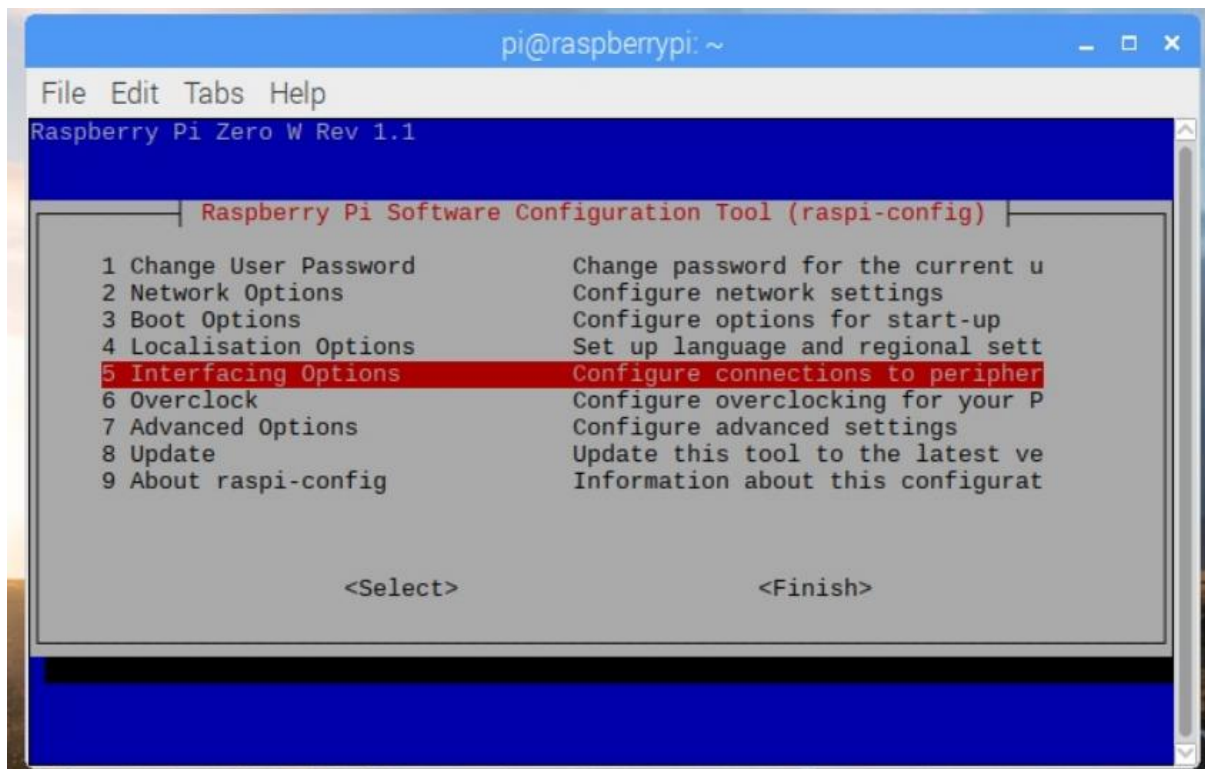 pi@raspberrypi: ~
File Edit Tabs Help
Raspberry Pi Zero W Rev 1.1
Raspberry Pi Software Configuration Tool (raspi-config)
1 Change User Password Change password for the current u
2 Network Options Configure network settings
3 Boot Options Configure options for start-up
4 Localisation Options Set up language and regional sett
5 Interfacing Options Configure connections to peripher
6 Overclock Configure overclocking for your P
7 Advanced Options Configure advanced settings
8 Update Update this tool to the latest ve
9 About raspi-config Information about this configurat
<Select> <Finish>